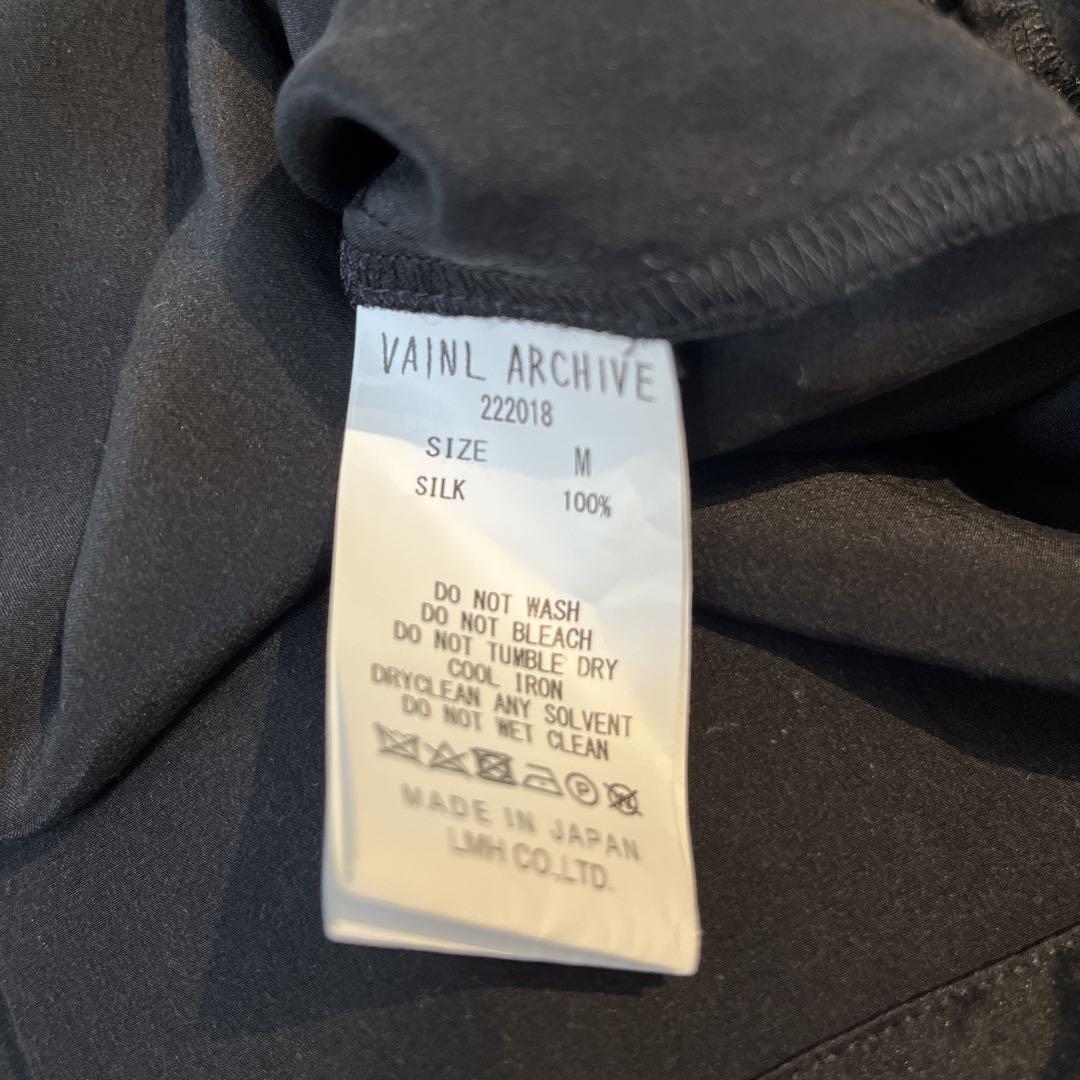 VAINL ARCHIVE
222018
SIZE M
SILK 100%
DO NOT WASH
DO NOT BLEACH
DO NOT TUMBLE DRY
COOL IRON
DRYCLEAN ANY SOLVENT
DO NOT WET CLEAN
P W
MADE IN JAPAN
LMH CO.,LTD.